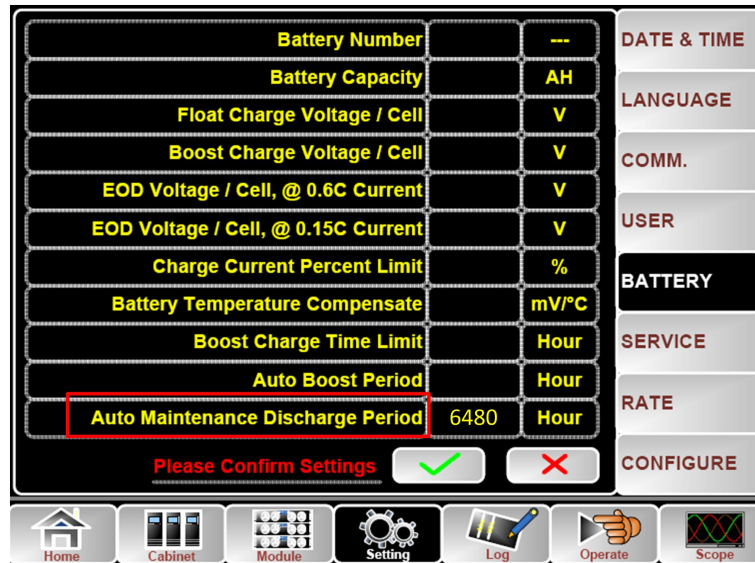 Battery Number ---
DATE & TIME
Battery Capacity AH
LANGUAGE
Float Charge Voltage / Cell V
Boost Charge Voltage / Cell V
COMM.
EOD Voltage / Cell, @ 0.6C Current V
EOD Voltage / Cell, @ 0.15C Current V
USER
Charge Current Percent Limit %
BATTERY
Battery Temperature Compensate mV/°C
Boost Charge Time Limit Hour
SERVICE
Auto Boost Period Hour
Auto Maintenance Discharge Period 6480 Hour
RATE
Please Confirm Settings
CONFIGURE
Home
Cabinet
Module
Setting
Log
Operate
Scope